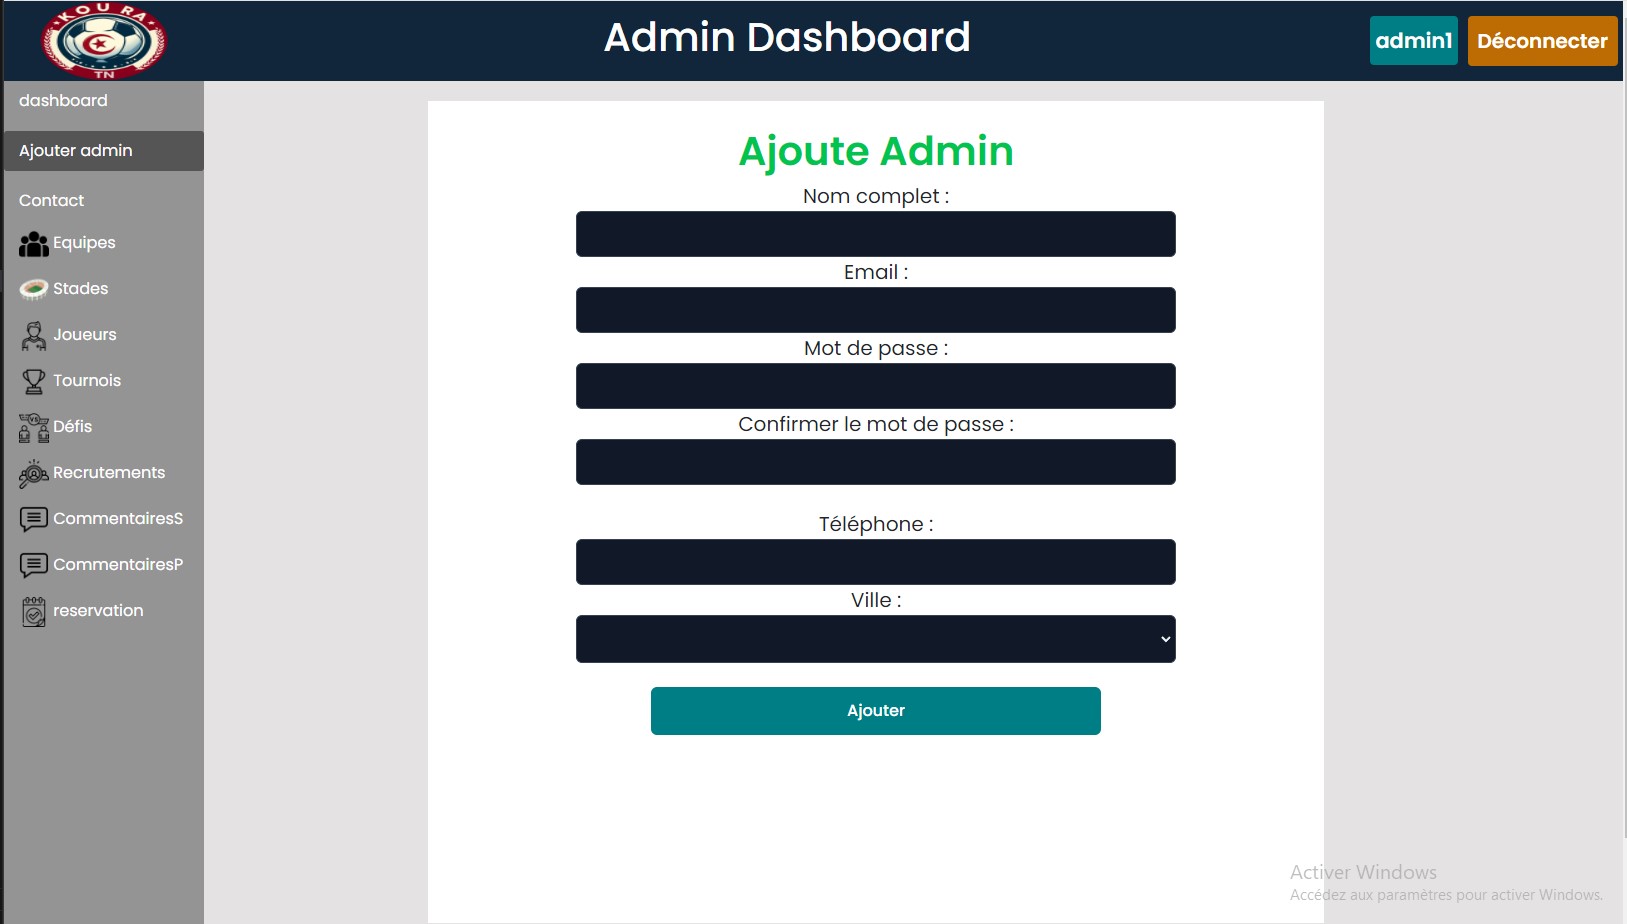 KOURA
TN
Admin Dashboard
admin1
Déconnecter
dashboard
Ajouter admin
Contact
Equipes
Stades
Joueurs
Tournois
VS
Défis
Recrutements
CommentairesS
CommentairesP
reservation
Ajoute Admin
Nom complet :
Email :
Mot de passe :
Confirmer le mot de passe :
Téléphone :
Ville :
Ajouter
Activer Windows
Accédez aux paramètres pour activer Windows.